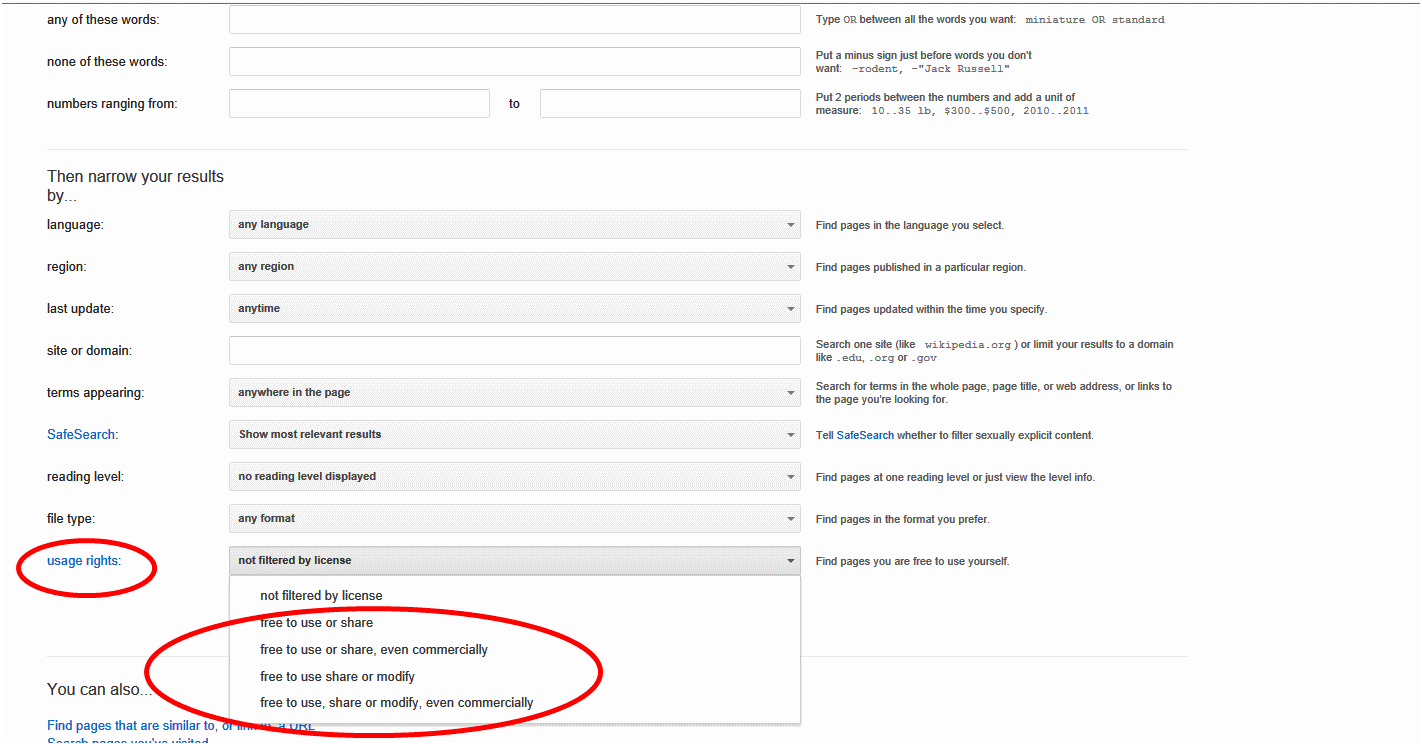 any of these words:
Type OR between all the words you want: miniature OR standard
none of these words:
Put a minus sign just before words you don't
want: -rodent, -"Jack Russell"
numbers ranging from:
to
Put 2 periods between the numbers and add a unit of
measure: 10..35 lb, $300..$500, 2010..2011
Then narrow your results
by...
language:
any language
Find pages in the language you select.
region:
any region
Find pages published in a particular region.
last update:
anytime
Find pages updated within the time you specify.
site or domain:
Search one site (like wikipedia.org ) or limit your results to a domain
like .edu, .org or .gov
terms appearing:
anywhere in the page
Search for terms in the whole page, page title, or web address, or links to
the page you're looking for.
SafeSearch:
Show most relevant results
Tell SafeSearch whether to filter sexually explicit content.
reading level:
no reading level displayed
Find pages at one reading level or just view the level info.
file type:
any format
Find pages in the format you prefer.
usage rights:
not filtered by license
Find pages you are free to use yourself.
not filtered by license
free to use or share
free to use or share, even commercially
free to use share or modify
free to use, share or modify, even commercially
You can also...
Find pages that are similar to, or link to, a URL
Search pages you've visited